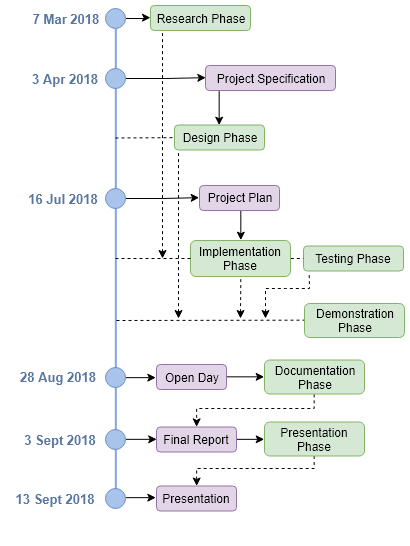 7 Mar 2018
Research Phase
3 Apr 2018
Project Specification
Design Phase
16 Jul 2018
Project Plan
Implementation
Phase
Testing Phase
Demonstration
Phase
28 Aug 2018
Open Day
Documentation
Phase
3 Sept 2018
Final Report
Presentation
Phase
13 Sept 2018
Presentation